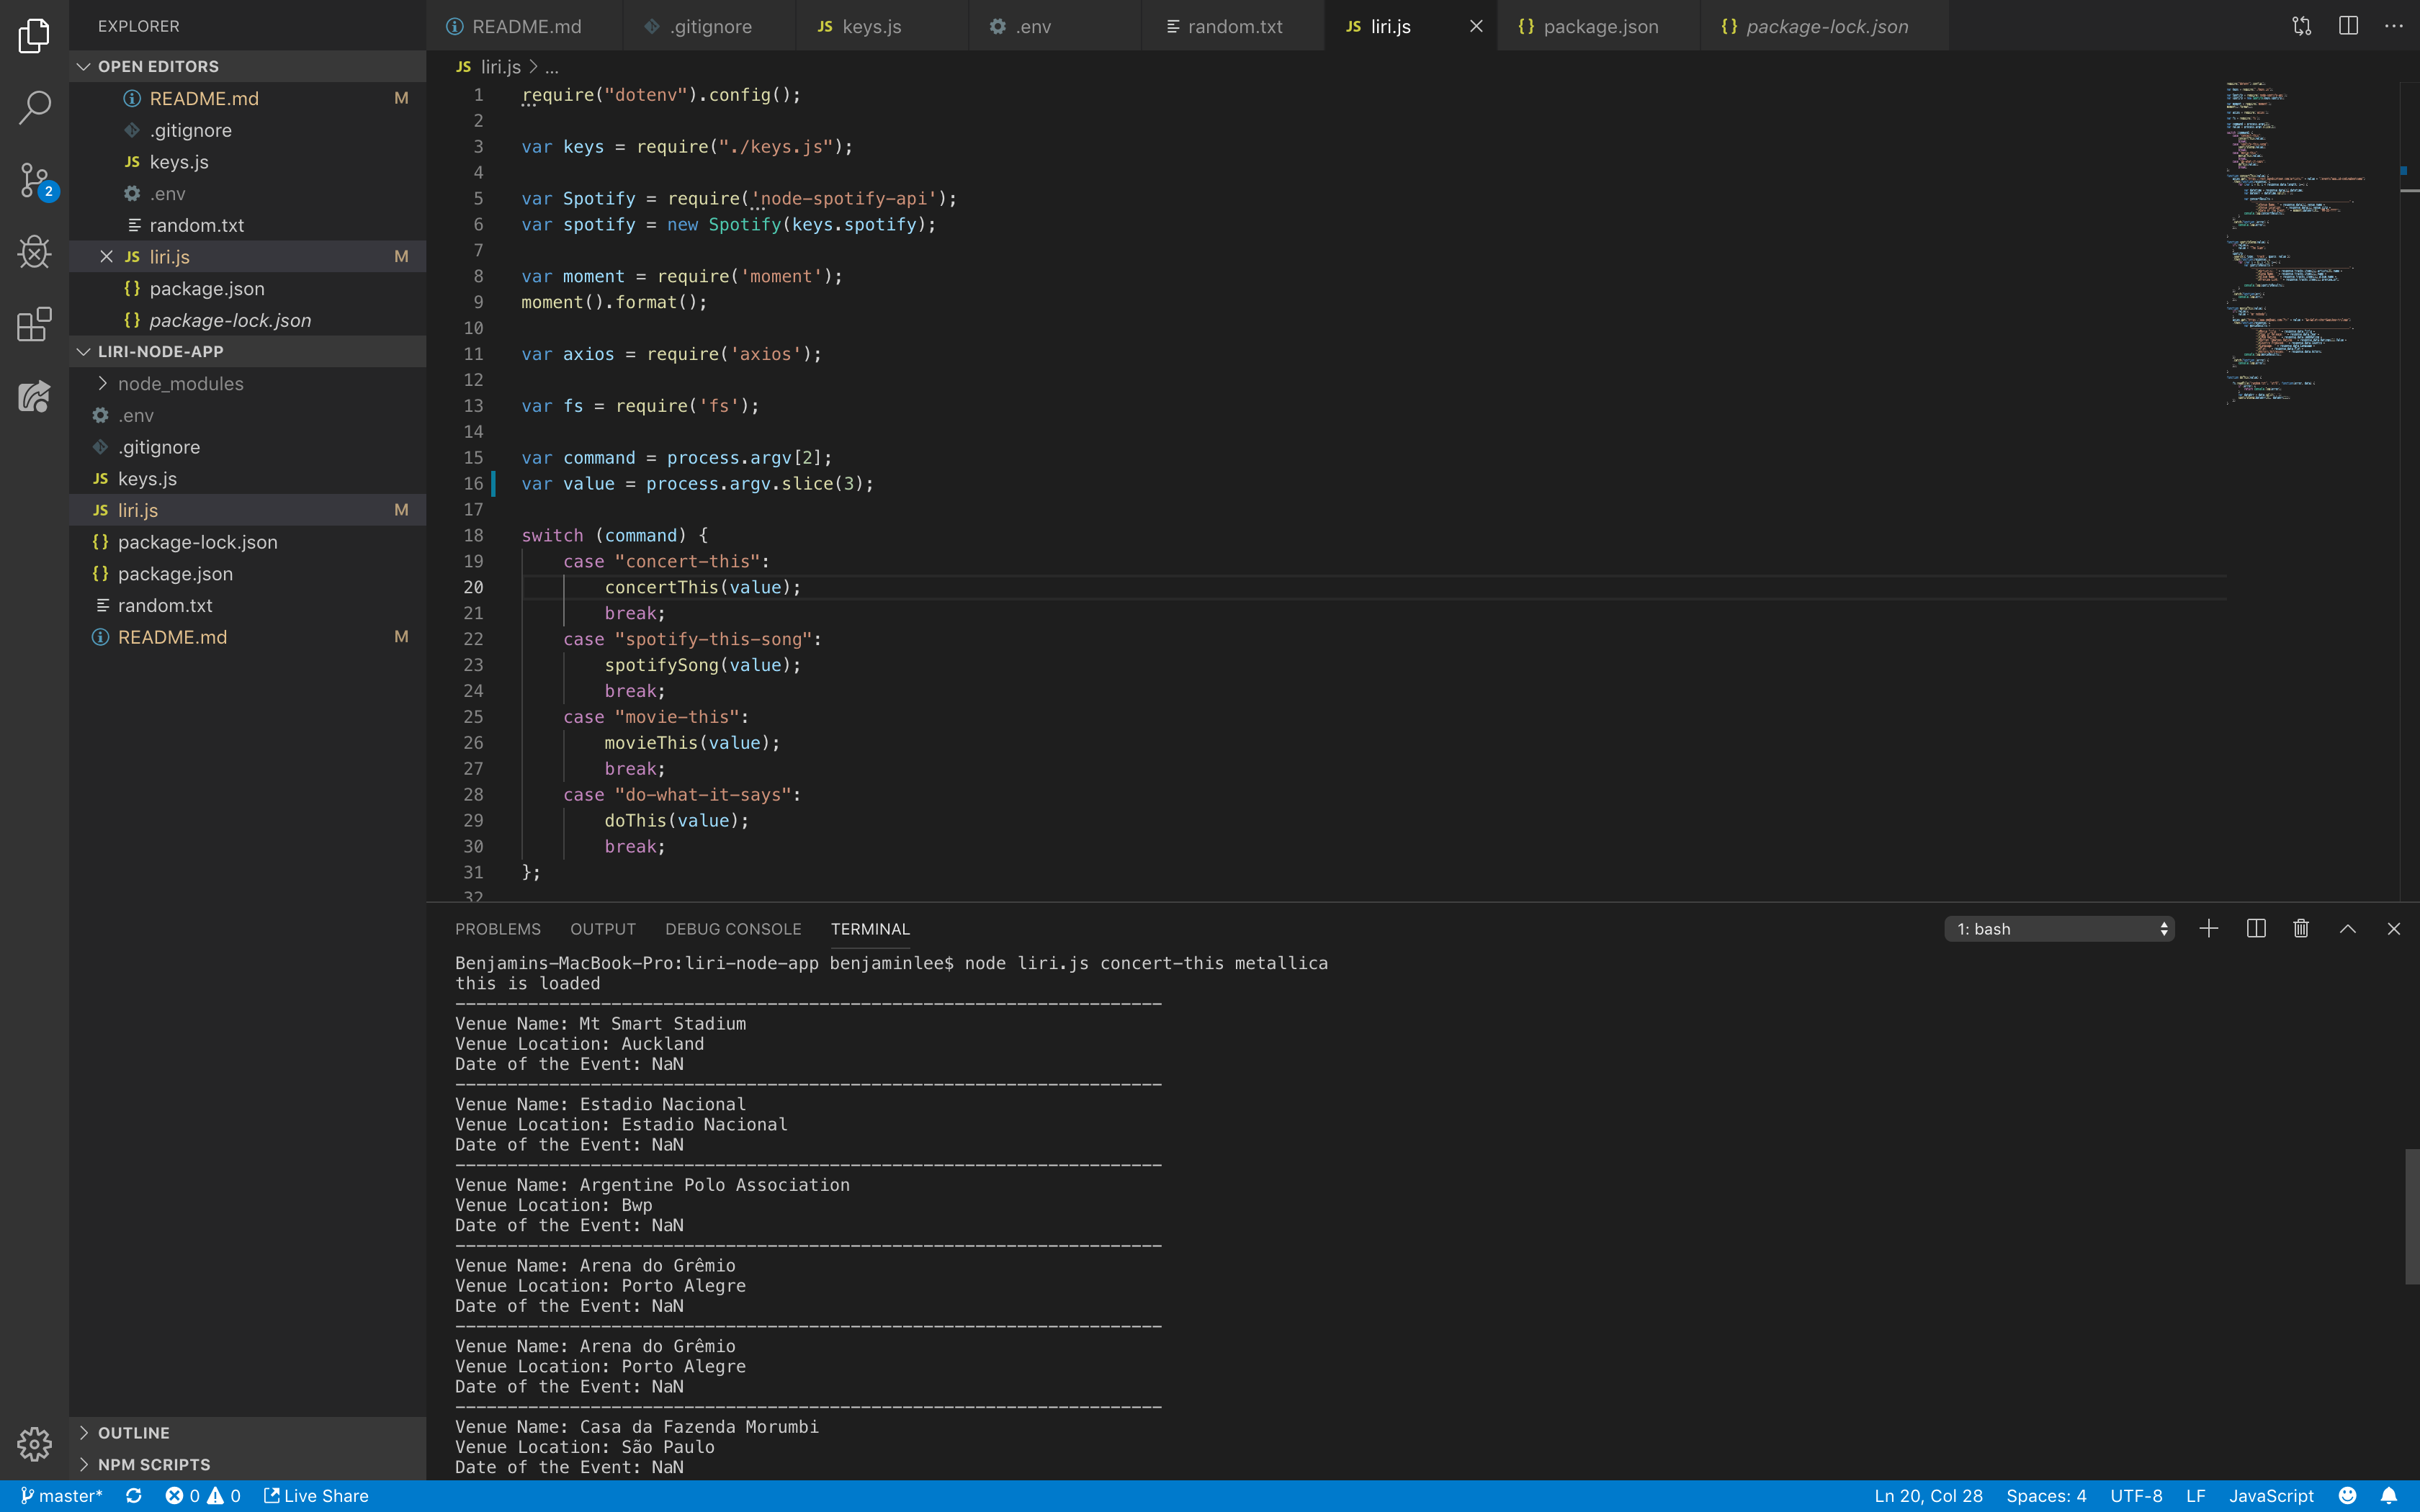 EXPLORER
OPEN EDITORS
README.md M
.gitignore
keys.js
.env
random.txt
liri.js M
package.json
package-lock.json
LIRI-NODE-APP
node_modules
.env
.gitignore
keys.js
liri.js M
package-lock.json
package.json
random.txt
README.md M
OUTLINE
NPM SCRIPTS
2
README.md .gitignore keys.js .env random.txt liri.js package.json package-lock.json
liri.js > ...
1 require("dotenv").config();
2
3 var keys = require("./keys.js");
4
5 var Spotify = require('node-spotify-api');
6 var spotify = new Spotify(keys.spotify);
7
8 var moment = require('moment');
9 moment().format();
10
11 var axios = require('axios');
12
13 var fs = require('fs');
14
15 var command = process.argv[2];
16 var value = process.argv.slice(3);
17
18 switch (command) {
19 case "concert-this":
20 concertThis(value);
21 break;
22 case "spotify-this-song":
23 spotifySong(value);
24 break;
25 case "movie-this":
26 movieThis(value);
27 break;
28 case "do-what-it-says":
29 doThis(value);
30 break;
31 };
32
PROBLEMS OUTPUT DEBUG CONSOLE TERMINAL 1: bash
Benjamins-MacBook-Pro:liri-node-app benjaminlee$ node liri.js concert-this metallica
this is loaded
--------------------------------------------------------------------
Venue Name: Mt Smart Stadium
Venue Location: Auckland
Date of the Event: NaN
--------------------------------------------------------------------
Venue Name: Estadio Nacional
Venue Location: Estadio Nacional
Date of the Event: NaN
--------------------------------------------------------------------
Venue Name: Argentine Polo Association
Venue Location: Bwp
Date of the Event: NaN
--------------------------------------------------------------------
Venue Name: Arena do Grêmio
Venue Location: Porto Alegre
Date of the Event: NaN
--------------------------------------------------------------------
Venue Name: Arena do Grêmio
Venue Location: Porto Alegre
Date of the Event: NaN
--------------------------------------------------------------------
Venue Name: Casa da Fazenda Morumbi
Venue Location: São Paulo
Date of the Event: NaN
master* 0 0 Live Share Ln 20, Col 28 Spaces: 4 UTF-8 LF JavaScript